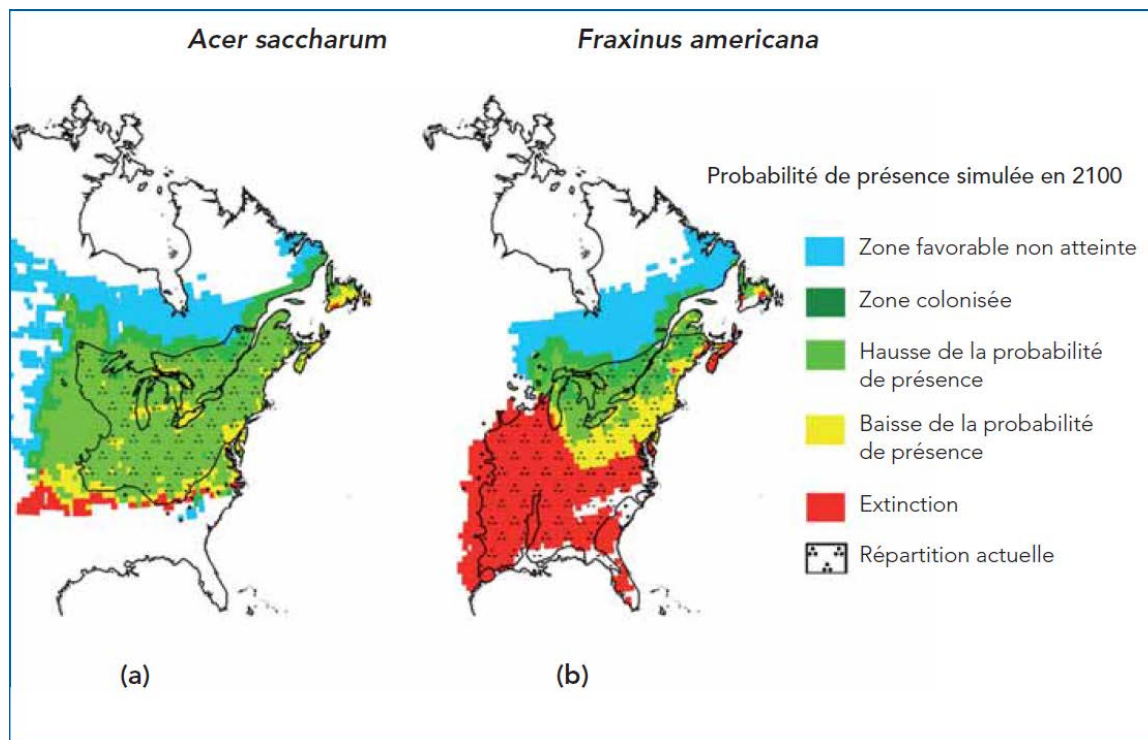 Acer saccharum
Fraxinus americana
Probabilité de présence simulée en 2100
Zone favorable non atteinte
Zone colonisée
Hausse de la probabilité
de présence
Baisse de la probabilité
de présence
Extinction
Répartition actuelle
(a)
(b)